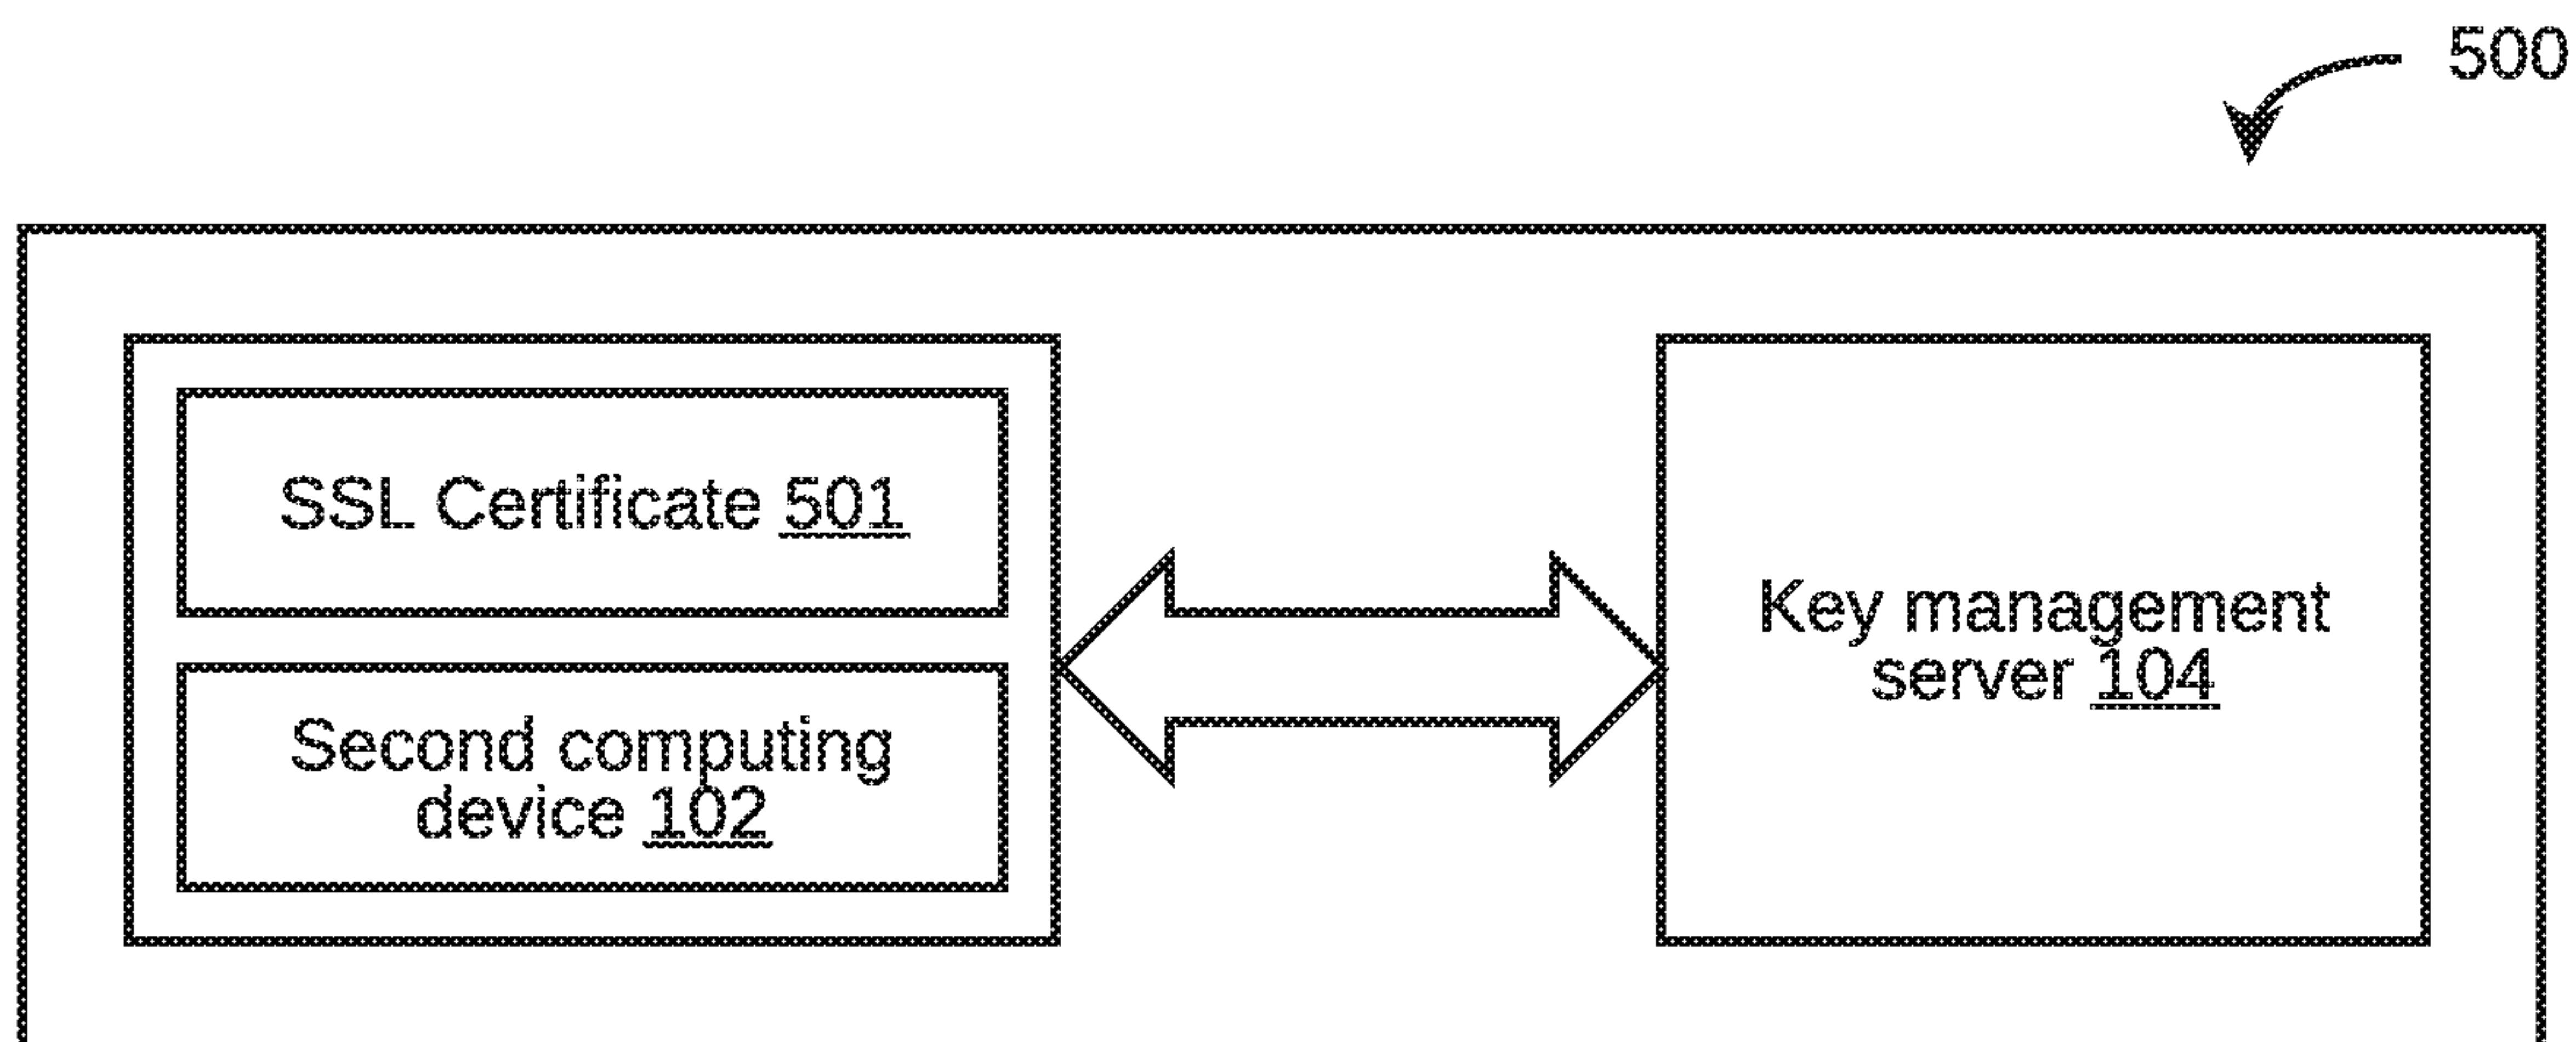 500
SSL Certificate 501
Second computing
device 102
Key management
server 104